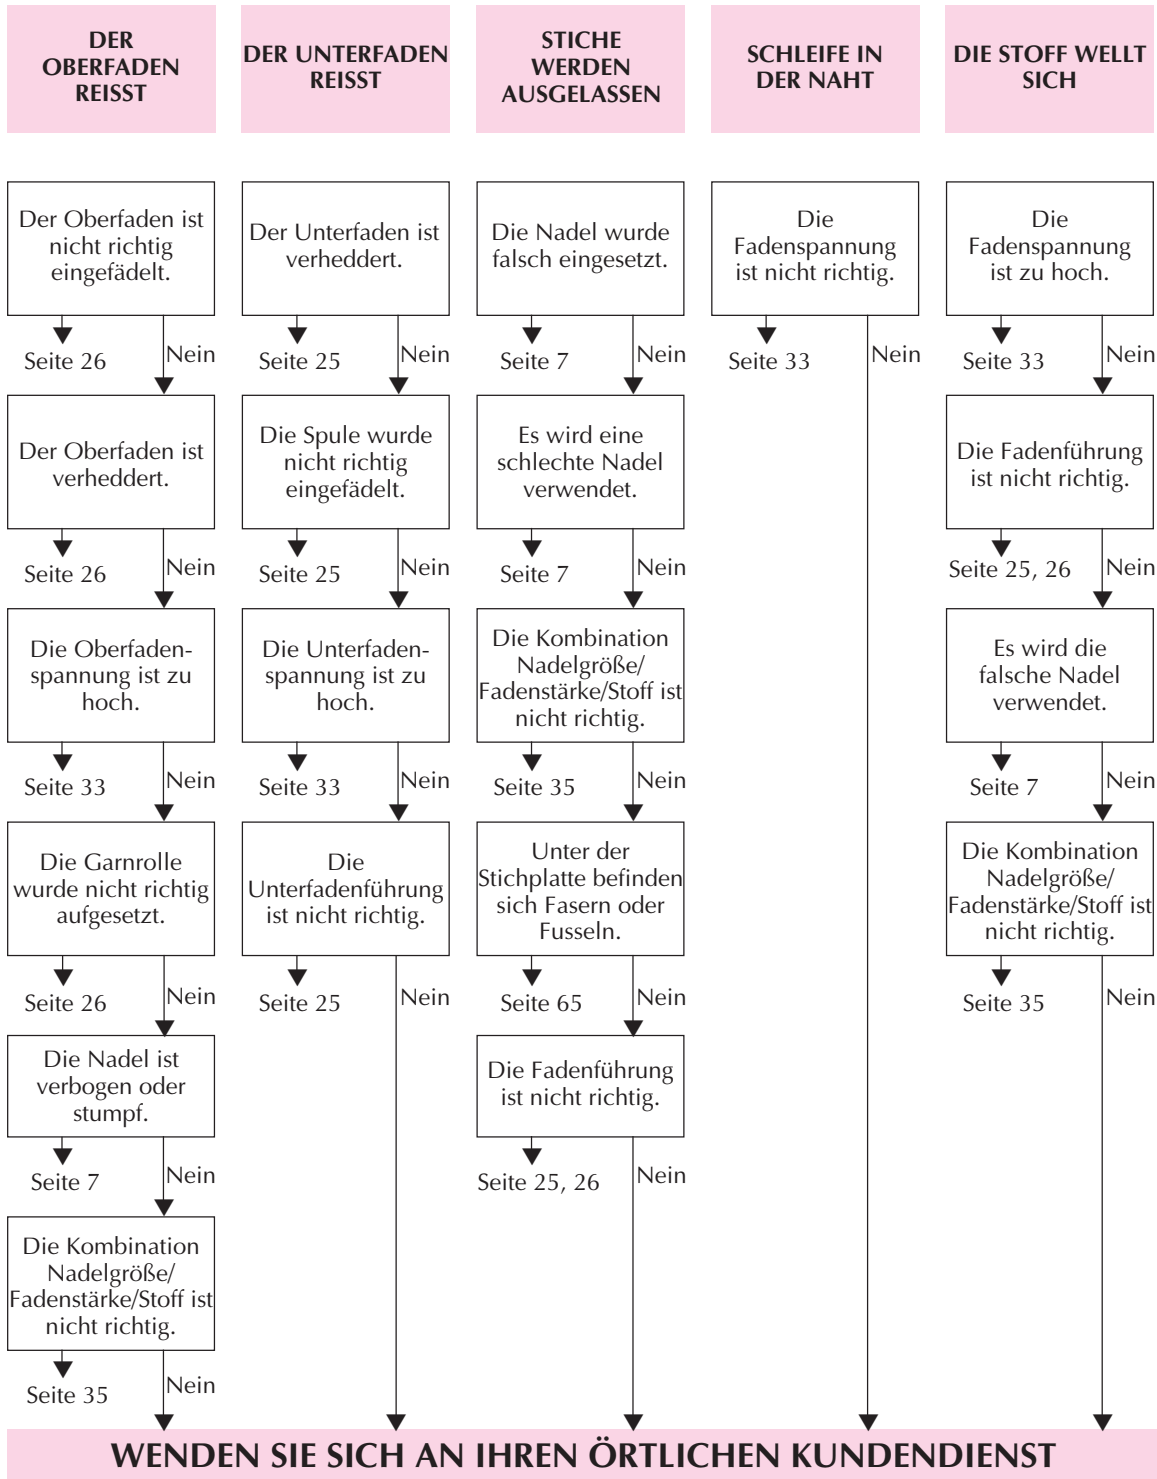 DER
OBERFADEN
REISST
Der Oberfaden ist
nicht richtig
eingefädelt.
Seite 26
Nein
Der Oberfaden ist
verheddert.
Seite 26
Nein
Die Oberfaden-
spannung ist zu
hoch.
Seite 33
Nein
Die Garnrolle
wurde nicht richtig
aufgesetzt.
Seite 26
Nein
Die Nadel ist
verbogen oder
stumpf.
Seite 7
Nein
Die Kombination
Nadelgröße/
Fadenstärke/Stoff ist
nicht richtig.
Seite 35
Nein
DER UNTERFADEN
REISST
Der Unterfaden ist
verheddert.
Seite 25
Nein
Die Spule wurde
nicht richtig
eingefädelt.
Seite 25
Nein
Die Unterfaden-
spannung ist zu
hoch.
Seite 33
Nein
Die
Unterfadenführung
ist nicht richtig.
Seite 25
Nein
STICHE
WERDEN
AUSGELASSEN
Die Nadel wurde
falsch eingesetzt.
Seite 7
Nein
Es wird eine
schlechte Nadel
verwendet.
Seite 7
Nein
Die Kombination
Nadelgröße/
Fadenstärke/Stoff ist
nicht richtig.
Seite 35
Nein
Unter der
Stichplatte befinden
sich Fasern oder
Fusseln.
Seite 65
Nein
Die Fadenführung
ist nicht richtig.
Seite 25, 26
Nein
SCHLEIFE IN
DER NAHT
Die
Fadenspannung
ist nicht richtig.
Seite 33
Nein
DIE STOFF WELLT
SICH
Die
Fadenspannung
ist zu hoch.
Seite 33
Nein
Die Fadenführung
ist nicht richtig.
Seite 25, 26
Nein
Es wird die
falsche Nadel
verwendet.
Seite 7
Nein
Die Kombination
Nadelgröße/
Fadenstärke/Stoff ist
nicht richtig.
Seite 35
Nein
WENDEN SIE SICH AN IHREN ÖRTLICHEN KUNDENDIENST